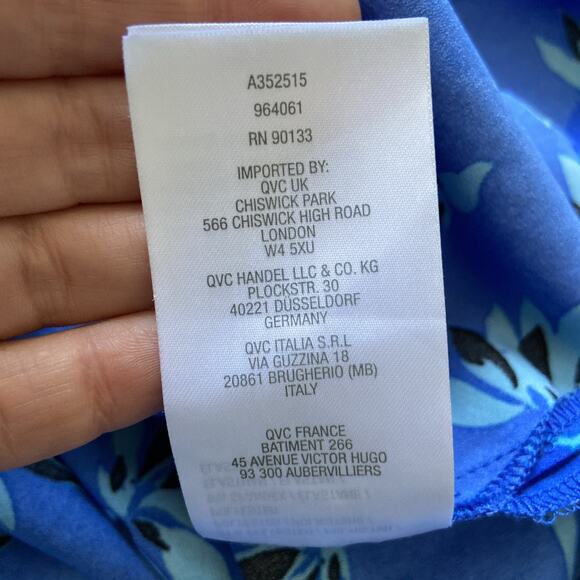 A352515
964061
RN 90133
IMPORTED BY:
QVC UK
CHISWICK PARK
566 CHISWICK HIGH ROAD
LONDON
W4 5XU
QVC HANDEL LLC & CO. KG
PLOCKSTR. 30
40221 DÜSSELDORF
GERMANY
QVC ITALIA S.R.L
VIA GUZZINA 18
20861 BRUGHERIO (MB)
ITALY
QVC FRANCE
BATIMENT 266
45 AVENUE VICTOR HUGO
93 300 AUBERVILLIERS